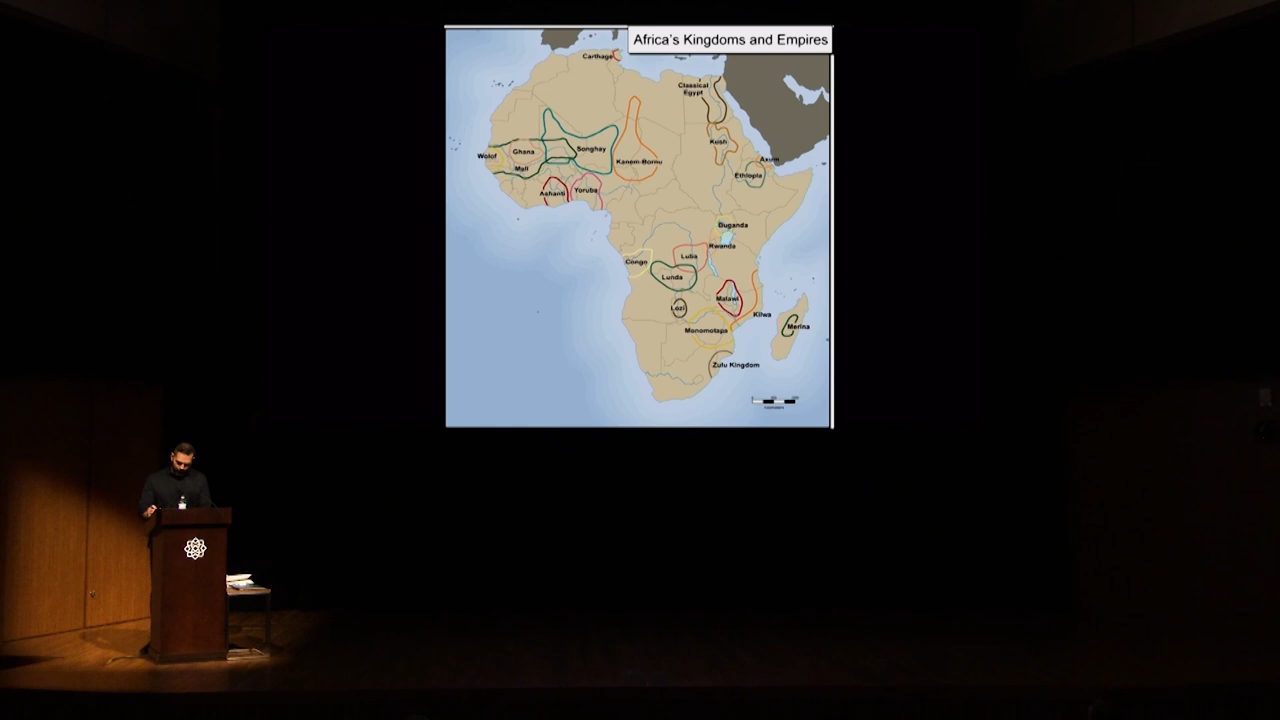 Africa's Kingdoms and Empires
Carthage
Classical
Egypt
Kush
Wolof
Ghana
Songhay
Kanem-Bornu
Mali
Axum
Ethiopia
Ashanti
Yoruba
Buganda
Rwanda
Congo
Luba
Lunda
Malawi
Lozi
Kilwa
Monomotapa
Merina
Zulu Kingdom